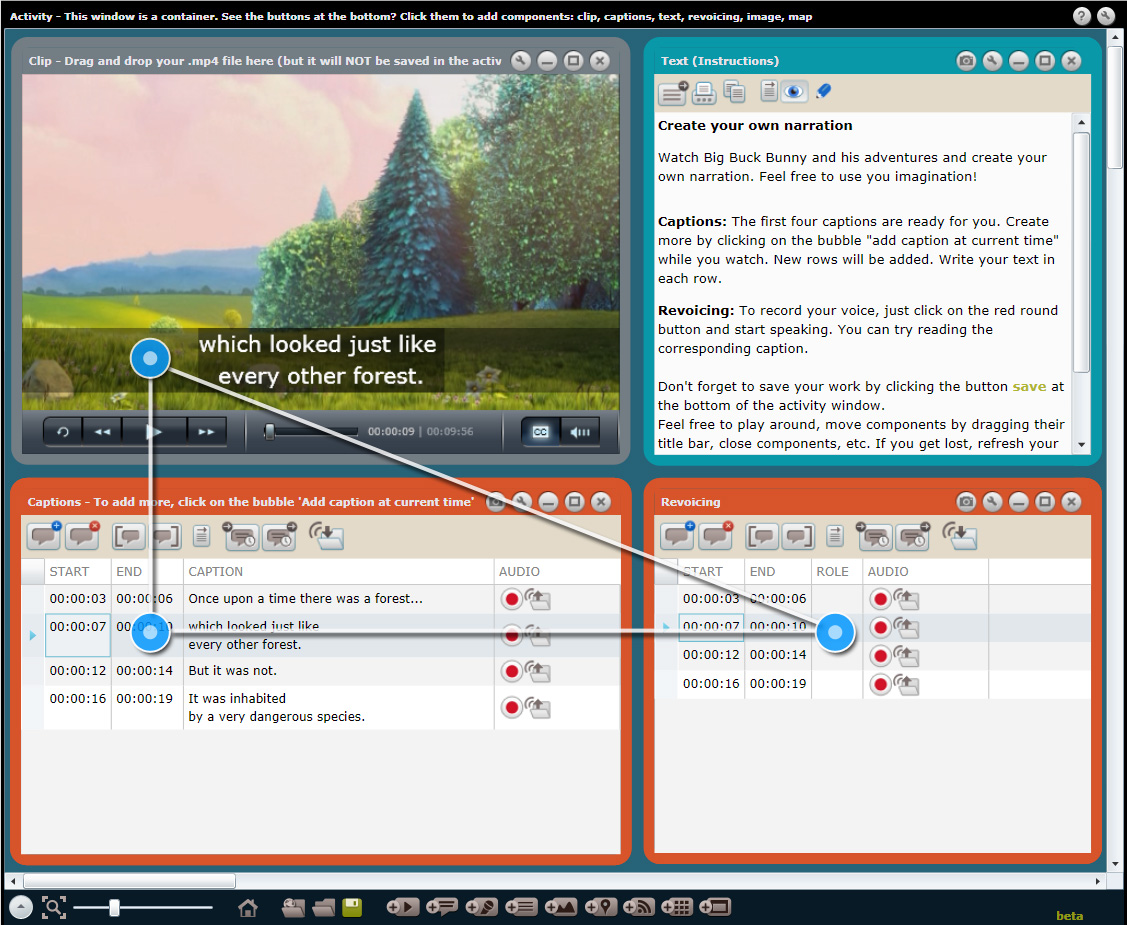 Activity - This window is a container. See the buttons at the bottom? Click them to add components: clip, captions, text, revoicing, image, map
Clip - Drag and drop your .mp4 file here (but it will NOT be saved in the activ
which looked just like
every other forest.
00:00:09 | 00:09:56
CC
Text (Instructions)
Create your own narration
Watch Big Buck Bunny and his adventures and create your
own narration. Feel free to use you imagination!
Captions: The first four captions are ready for you. Create
more by clicking on the bubble "add caption at current time"
while you watch. New rows will be added. Write your text in
each row.
Revoicing: To record your voice, just click on the red round
button and start speaking. You can try reading the
corresponding caption.
Don't forget to save your work by clicking the button save at
the bottom of the activity window.
Feel free to play around, move components by dragging their
title bar, close components, etc. If you get lost, refresh your
Captions - To add more, click on the bubble 'Add caption at current time'
START END CAPTION AUDIO
00:00:03 00:00:06 Once upon a time there was a forest...
00:00:07 00:00:10 which looked just like
every other forest.
00:00:12 00:00:14 But it was not.
00:00:16 00:00:19 It was inhabited
by a very dangerous species.
Revoicing
START END ROLE AUDIO
00:00:03 00:00:06
00:00:07 00:00:10
00:00:12 00:00:14
00:00:16 00:00:19
beta